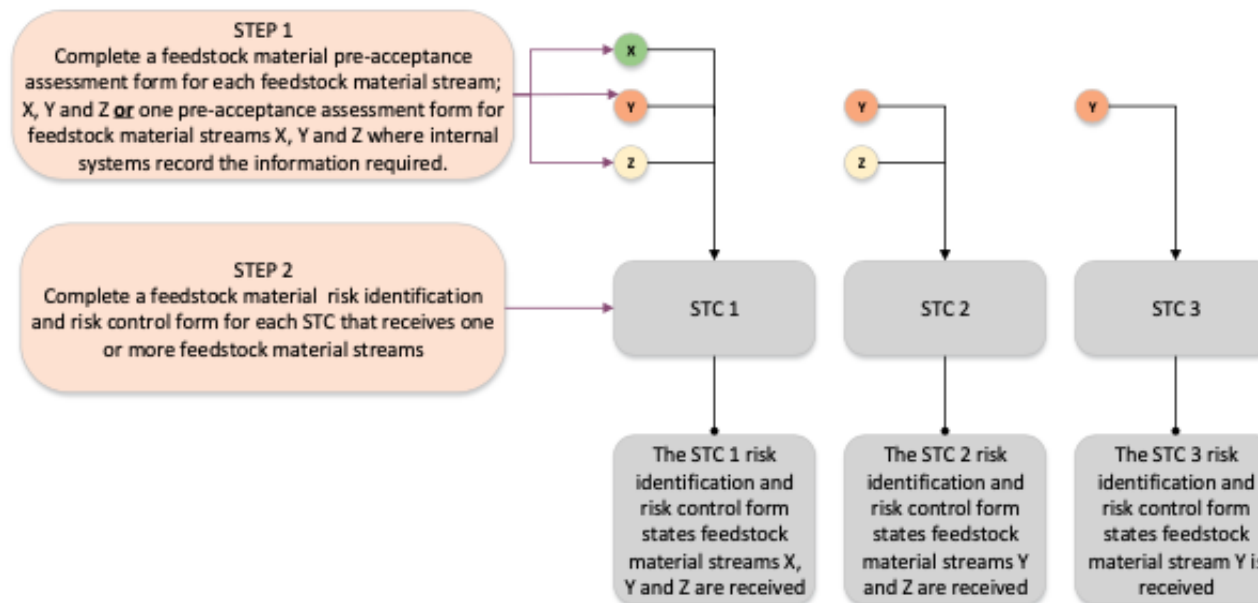 STEP 1
Complete a feedstock material pre-acceptance
assessment form for each feedstock material stream;
X, Y and Z or one pre-acceptance assessment form for
feedstock material streams X, Y and Z where internal
systems record the information required.
X
Y
Z
Y
Z
Y
STEP 2
Complete a feedstock material risk identification
and risk control form for each STC that receives one
or more feedstock material streams
STC 1
STC 2
STC 3
The STC 1 risk
identification and
risk control form
states feedstock
material streams X,
Y and Z are received
The STC 2 risk
identification and
risk control form
states feedstock
material streams Y
and Z are received
The STC 3 risk
identification and
risk control form
states feedstock
material stream Y is
received